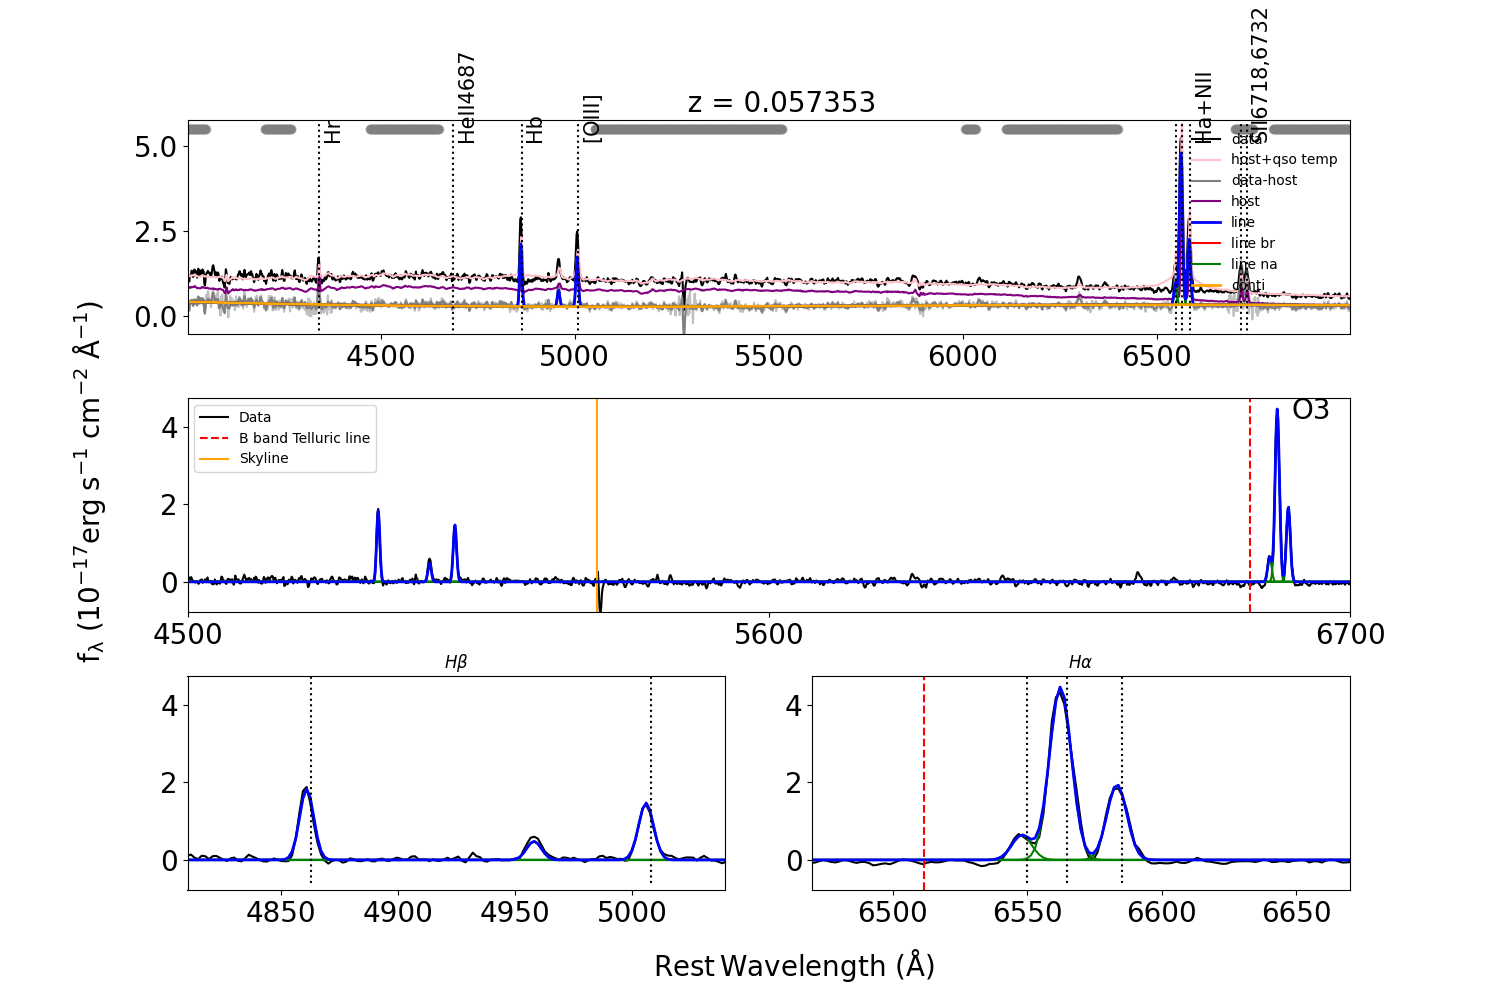 z = 0.057353
Hr
HeII4687
Hb
[OIII]
Ha+NII
SII6718,6732
data
host+qso temp
data-host
host
line
line br
line na
conti
5.0
2.5
0.0
4500
5000
5500
6000
6500
Data
B band Telluric line
Skyline
O3
4
2
0
4500
5600
6700
fλ (10⁻¹⁷erg s⁻¹ cm⁻² Å⁻¹)
Hβ
4
2
0
4850
4900
4950
5000
Hα
4
2
0
6500
6550
6600
6650
Rest Wavelength (Å)